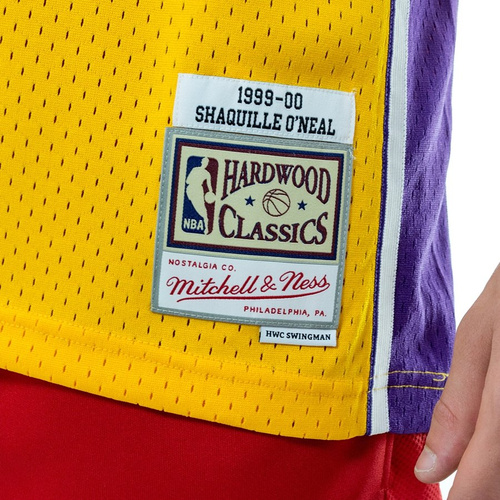 1999-00
SHAQUILLE O'NEAL
NBA
HARDWOOD
CLASSICS
NOSTALGIA CO.
Mitchell & Ness
PHILADELPHIA, PA.
HWC SWINGMAN